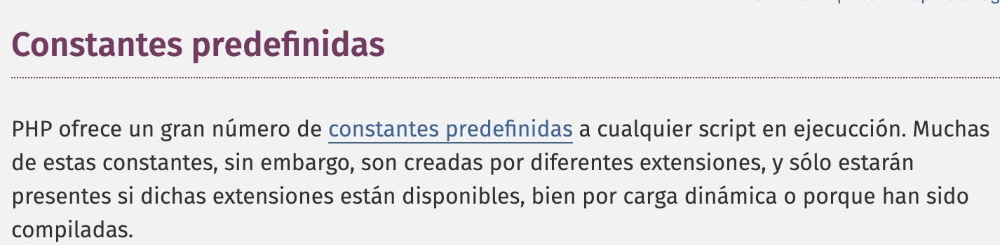 Constantes predefinidas
PHP ofrece un gran número de constantes predefinidas a cualquier script en ejecucción. Muchas
de estas constantes, sin embargo, son creadas por diferentes extensiones, y sólo estarán
presentes si dichas extensiones están disponibles, bien por carga dinámica o porque han sido
compiladas.